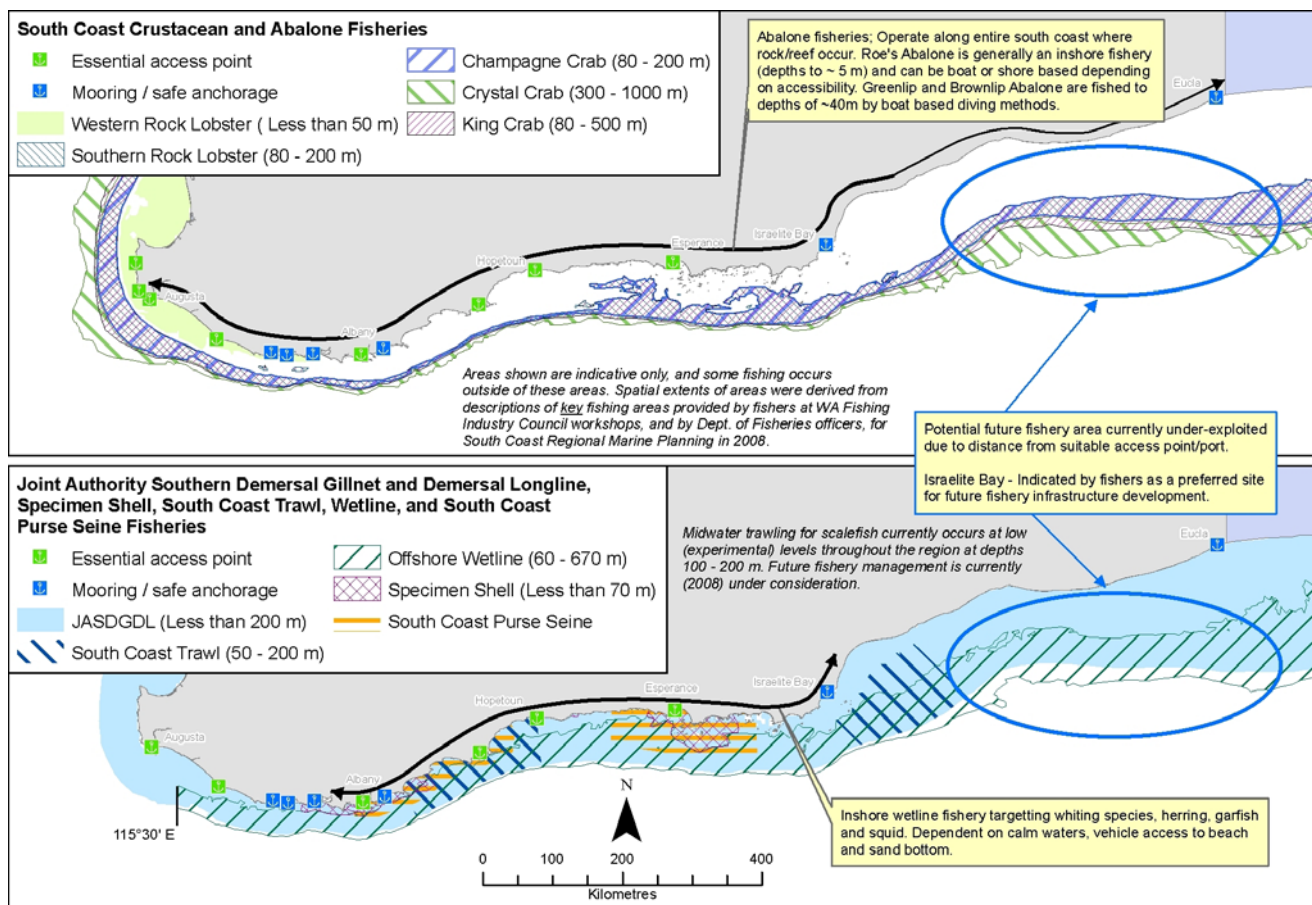 South Coast Crustacean and Abalone Fisheries
Essential access point
Mooring / safe anchorage
Western Rock Lobster ( Less than 50 m)
Southern Rock Lobster (80 - 200 m)
Champagne Crab (80 - 200 m)
Crystal Crab (300 - 1000 m)
King Crab (80 - 500 m)
Abalone fisheries; Operate along entire south coast where
rock/reef occur. Roe's Abalone is generally an inshore fishery
(depths to ~ 5 m) and can be boat or shore based depending
on accessibility. Greenlip and Brownlip Abalone are fished to
depths of ~40m by boat based diving methods.
Eucla
Israelite Bay
Esperance
Hopetoun
Augusta
Albany
Areas shown are indicative only, and some fishing occurs
outside of these areas. Spatial extents of areas were derived from
descriptions of key fishing areas provided by fishers at WA Fishing
Industry Council workshops, and by Dept. of Fisheries officers, for
South Coast Regional Marine Planning in 2008.
Potential future fishery area currently under-exploited
due to distance from suitable access point/port.
Israelite Bay - Indicated by fishers as a preferred site
for future fishery infrastructure development.
Joint Authority Southern Demersal Gillnet and Demersal Longline,
Specimen Shell, South Coast Trawl, Wetline, and South Coast
Purse Seine Fisheries
Essential access point
Mooring / safe anchorage
JASDGDL (Less than 200 m)
South Coast Trawl (50 - 200 m)
Offshore Wetline (60 - 670 m)
Specimen Shell (Less than 70 m)
South Coast Purse Seine
Midwater trawling for scalefish currently occurs at low
(experimental) levels throughout the region at depths
100 - 200 m. Future fishery management is currently
(2008) under consideration.
Eucla
Israelite Bay
Esperance
Hopetoun
Augusta
Albany
115°30' E
N
0 100 200 400
Kilometres
Inshore wetline fishery targetting whiting species, herring, garfish
and squid. Dependent on calm waters, vehicle access to beach
and sand bottom.